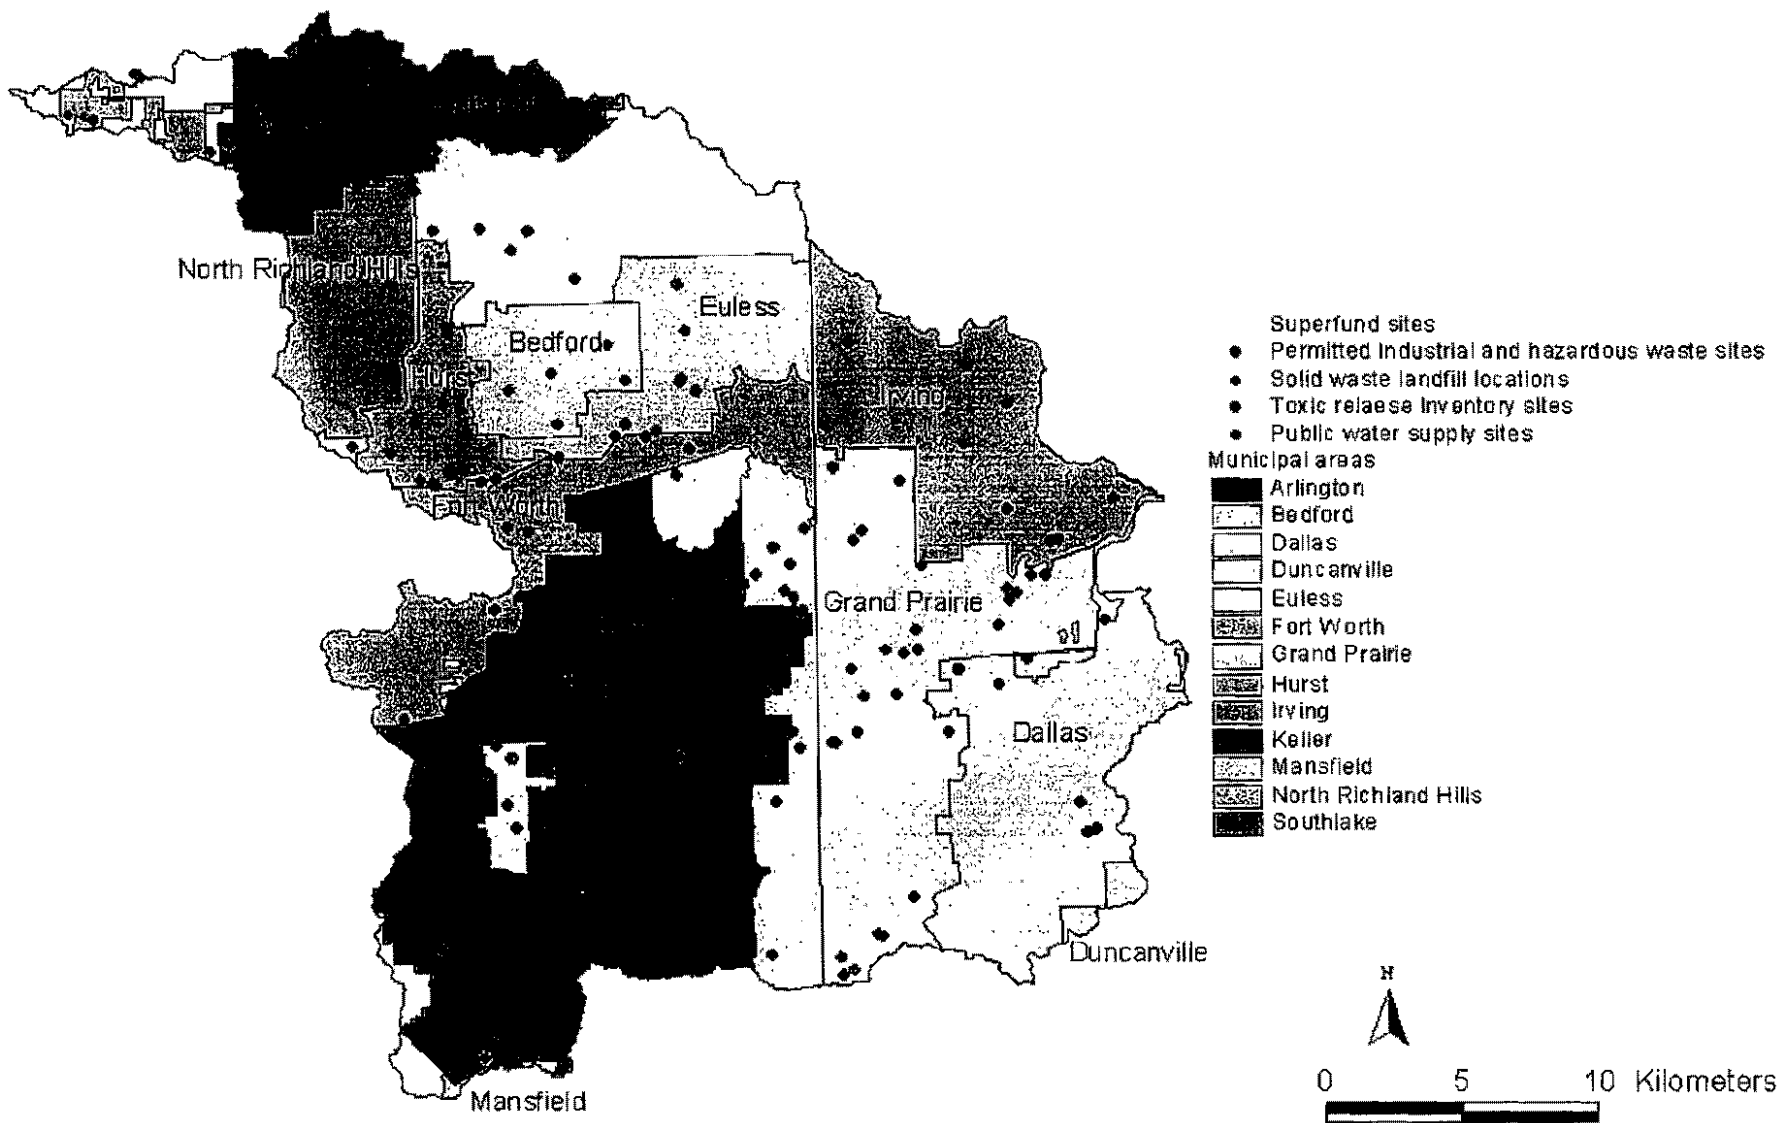 North Richland Hills
Euless
Bedford
Hurst
Irving
Fort Worth
Grand Prairie
Dallas
Duncanville
Mansfield
Superfund sites
Permitted industrial and hazardous waste sites
Solid waste landfill locations
Toxic relaese inventory sites
Public water supply sites
Municipal areas
Arlington
Bedford
Dallas
Duncanville
Euless
Fort Worth
Grand Prairie
Hurst
Irving
Keller
Mansfield
North Richland Hills
Southlake
N
0 5 10 Kilometers